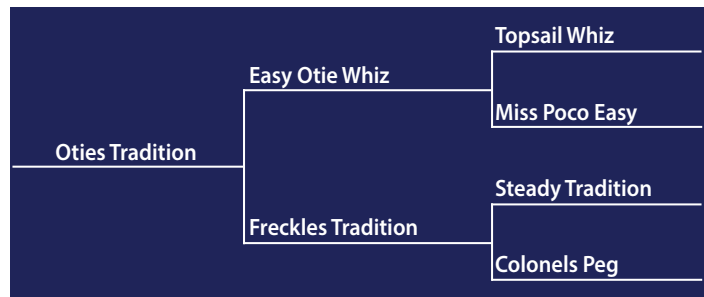 Topsail Whiz
Easy Otie Whiz
Miss Poco Easy
Oties Tradition
Steady Tradition
Freckles Tradition
Colonels Peg